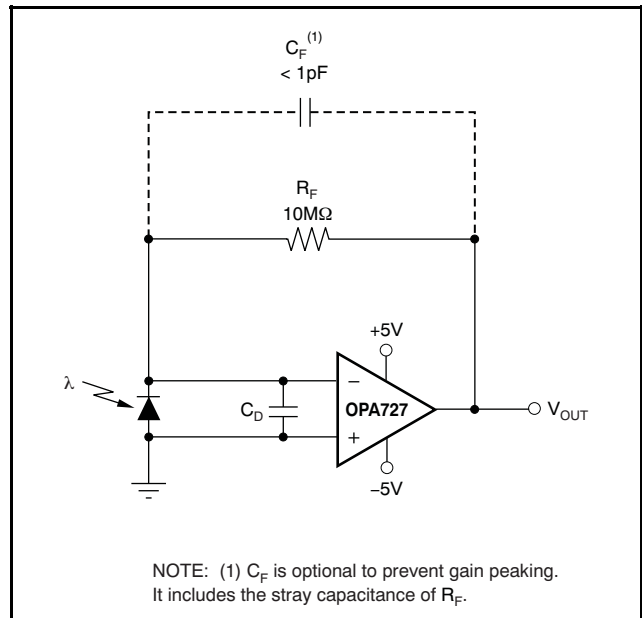 C_F^(1)
< 1pF
R_F
10MΩ
+5V
λ
C_D
−
OPA727
+
V_OUT
−5V
NOTE: (1) C_F is optional to prevent gain peaking.
It includes the stray capacitance of R_F.